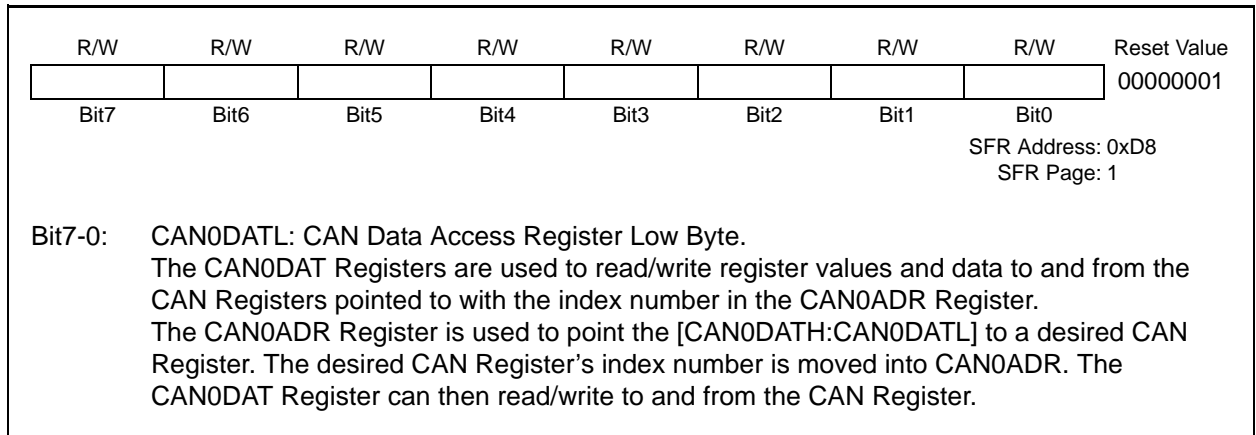 R/W R/W R/W R/W R/W R/W R/W R/W Reset Value
00000001
Bit7 Bit6 Bit5 Bit4 Bit3 Bit2 Bit1 Bit0
SFR Address: 0xD8
SFR Page: 1
Bit7-0: CAN0DATL: CAN Data Access Register Low Byte.
The CAN0DAT Registers are used to read/write register values and data to and from the
CAN Registers pointed to with the index number in the CAN0ADR Register.
The CAN0ADR Register is used to point the [CAN0DATH:CAN0DATL] to a desired CAN
Register. The desired CAN Register's index number is moved into CAN0ADR. The
CAN0DAT Register can then read/write to and from the CAN Register.